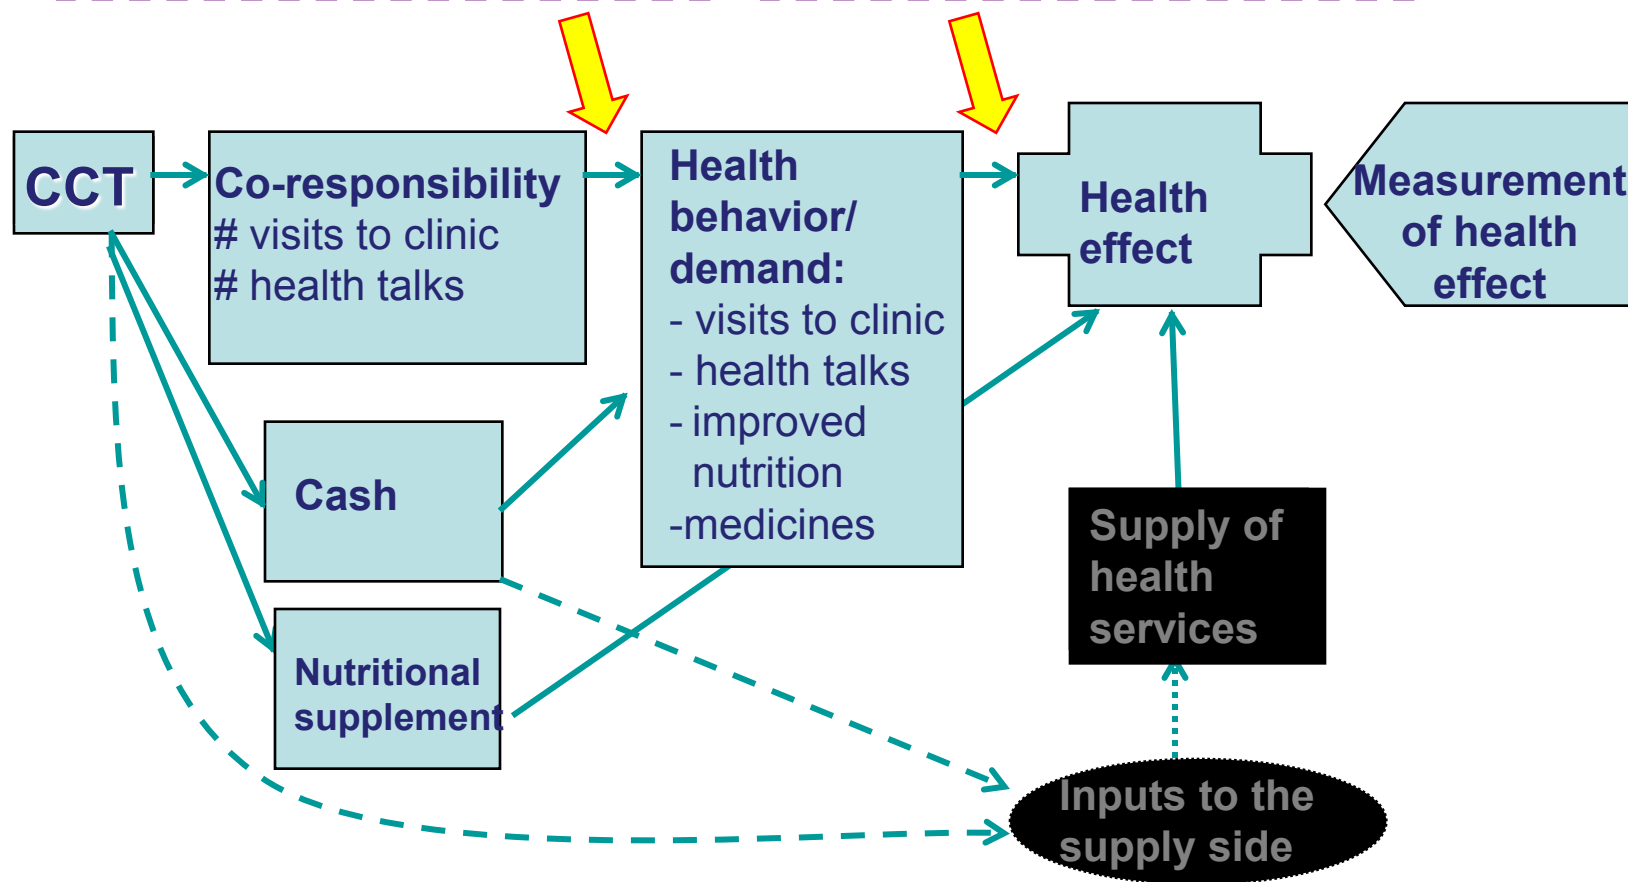 CCT
Co-responsibility
# visits to clinic
# health talks
Cash
Nutritional
supplement
Health
behavior/
demand:
- visits to clinic
- health talks
- improved
nutrition
-medicines
Health
effect
Measurement
of health
effect
Supply of
health
services
Inputs to the
supply side